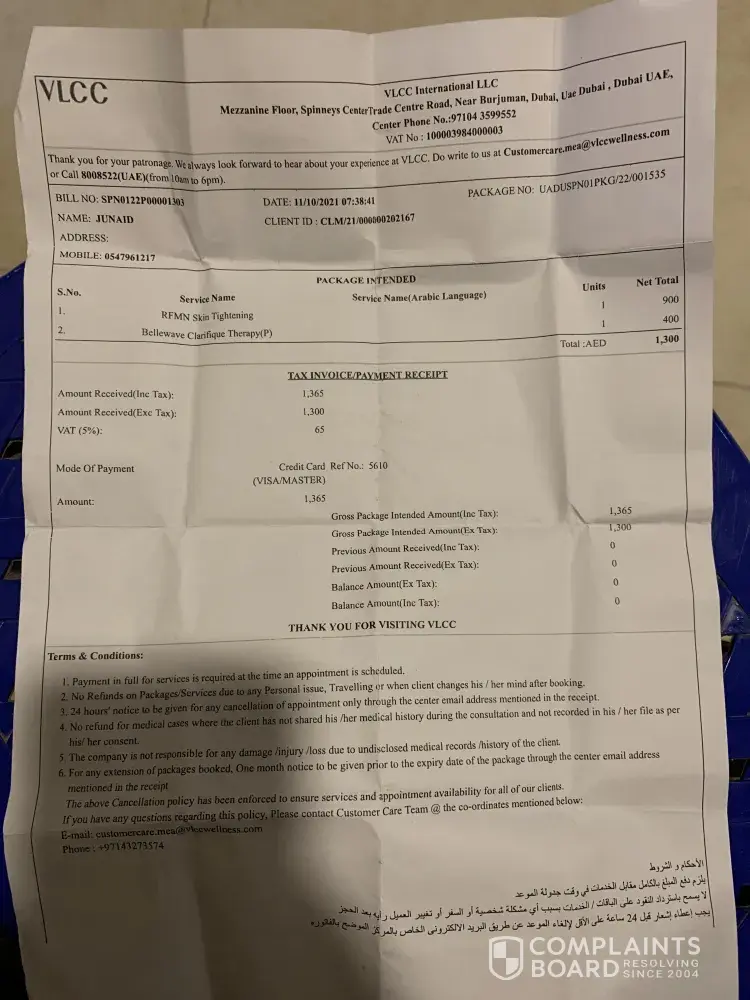 VLCC
VLCC International LLC
Mezzanine Floor, Spinneys CenterTrade Centre Road, Near Burjuman, Dubai, Uae Dubai , Dubai UAE,
Center Phone No.:97104 3599552
VAT No : 100003984000003
Thank you for your patronage. We always look forward to hear about your experience at VLCC. Do write to us at Customercare.mea@vlccwellness.com
or Call 8008522(UAE)(from 10am to 6pm).
BILL NO: SPN0122P00001303 DATE: 11/10/2021 07:38:41 PACKAGE NO: UADUSPN01PKG/22/001535
NAME: JUNAID CLIENT ID : CLM/21/000000202167
ADDRESS:
MOBILE: 0547961217
PACKAGE INTENDED
S.No. Service Name Service Name(Arabic Language) Units Net Total
1. RFMN Skin Tightening 1 900
2. Bellewave Clarifique Therapy(P) 1 400
Total :AED 1,300
TAX INVOICE/PAYMENT RECEIPT
Amount Received(Inc Tax): 1,365
Amount Received(Exc Tax): 1,300
VAT (5%): 65
Mode Of Payment Credit Card Ref No.: 5610
(VISA/MASTER)
Amount: 1,365
Gross Package Intended Amount(Inc Tax): 1,365
Gross Package Intended Amount(Ex Tax): 1,300
Previous Amount Received(Inc Tax): 0
Previous Amount Received(Ex Tax): 0
Balance Amount(Ex Tax): 0
Balance Amount(Inc Tax): 0
THANK YOU FOR VISITING VLCC
Terms & Conditions:
1. Payment in full for services is required at the time an appointment is scheduled.
2. No Refunds on Packages/Services due to any Personal issue, Travelling or when client changes his / her mind after booking.
3. 24 hours' notice to be given for any cancellation of appointment only through the center email address mentioned in the receipt.
4. No refund for medical cases where the client has not shared his /her medical history during the consultation and not recorded in his / her file as per
his/ her consent.
5. The company is not responsible for any damage /injury /loss due to undisclosed medical records /history of the client.
6. For any extension of packages booked, One month notice to be given prior to the expiry date of the package through the center email address
mentioned in the receipt
The above Cancellation policy has been enforced to ensure services and appointment availability for all of our clients.
If you have any questions regarding this policy, Please contact Customer Care Team @ the co-ordinates mentioned below:
E-mail: customercare.mea@vlccwellness.com
Phone : +97143273574
الأحكام و الشروط
يلزم دفع المبلغ بالكامل مقابل الخدمات في وقت جدولة الموعد
لا يسمح باسترداد النقود على الباقات / الخدمات بسبب أي مشكلة شخصية أو السفر أو تغيير العميل رأيه بعد الحجز
يجب إعطاء إشعار قبل 24 ساعة على الأقل لإلغاء الموعد عن طريق البريد الالكترونى الخاص بالمركز الموضح بالفاتوره
COMPLAINTS
BOARD RESOLVING
SINCE 2004